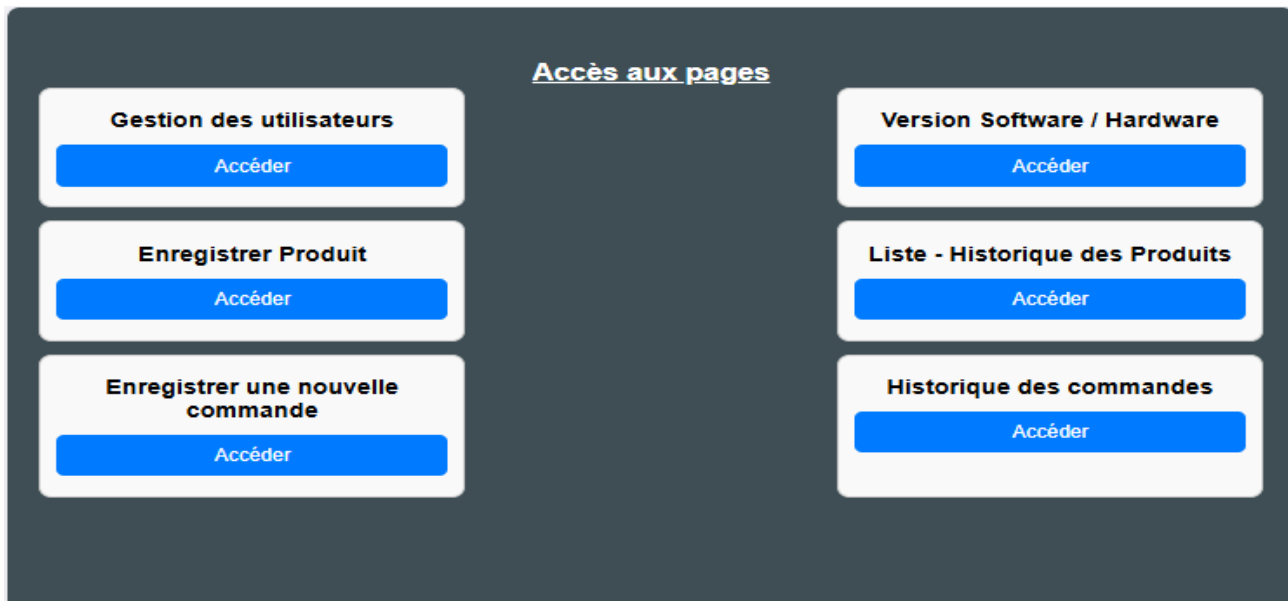 Accès aux pages
Gestion des utilisateurs
Accéder
Version Software / Hardware
Accéder
Enregistrer Produit
Accéder
Liste - Historique des Produits
Accéder
Enregistrer une nouvelle
commande
Accéder
Historique des commandes
Accéder